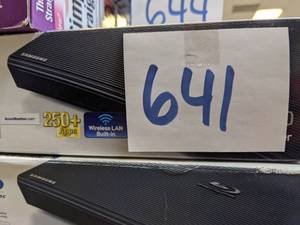 644
SAMSUNG
641
250+
Apps
Wireless LAN
Built-in
SAMSUNG